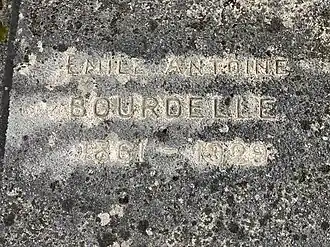 EMILE ANTOINE
BOURDELLE
1861 - 1929